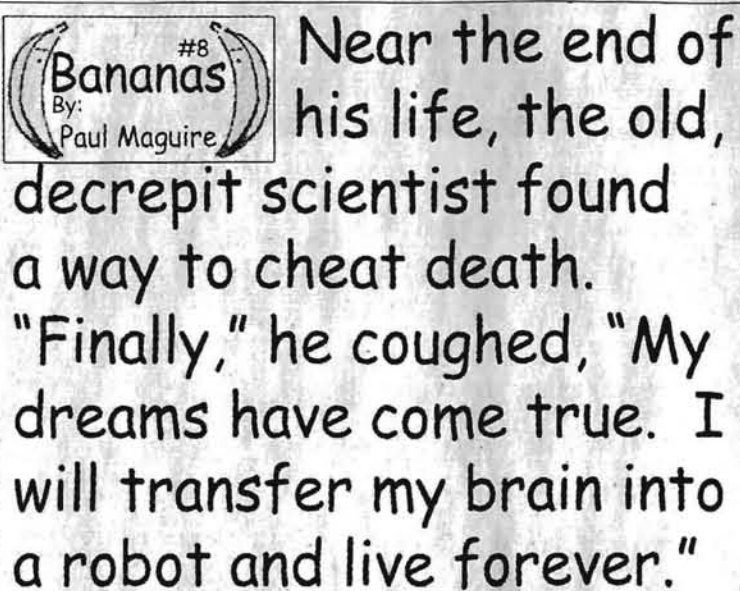 #8
Bananas
By:
Paul Maguire
Near the end of
his life, the old,
decrepit scientist found
a way to cheat death.
"Finally," he coughed, "My
dreams have come true. I
will transfer my brain into
a robot and live forever."